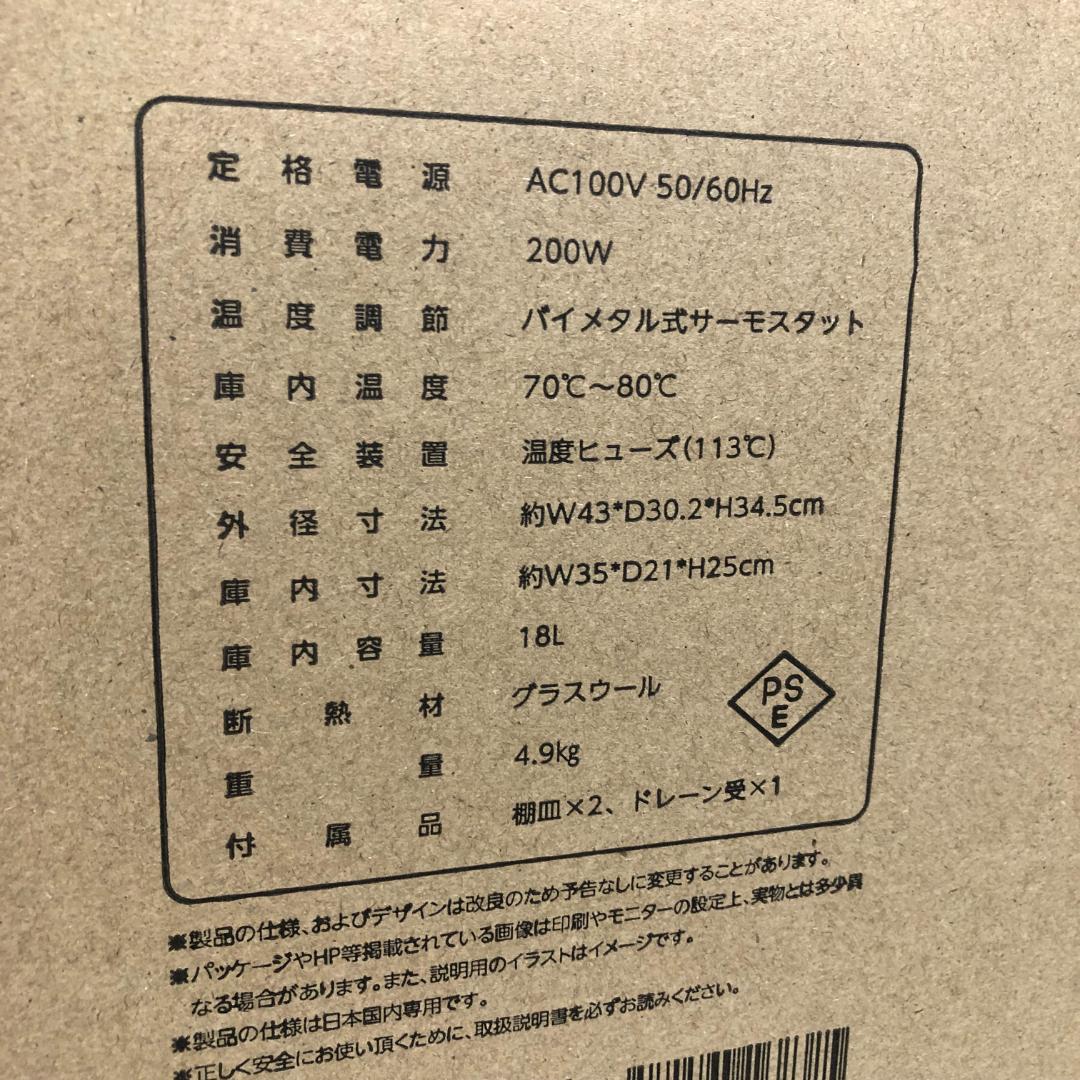 定格電源 AC100V 50/60Hz
消費電力 200W
温度調節 バイメタル式サーモスタット
庫内温度 70℃〜80℃
安全装置 温度ヒューズ(113℃)
外径寸法 約W43*D30.2*H34.5cm
庫内寸法 約W35*D21*H25cm
庫内容量 18L
断熱材 グラスウール
重量 4.9kg
付属品 棚皿×2、ドレーン受×1
PS
E
※製品の仕様、およびデザインは改良のため予告なしに変更することがあります。
※パッケージやHP等掲載されている画像は印刷やモニターの設定上、実物とは多少異
なる場合があります。また、説明用のイラストはイメージです。
※製品の仕様は日本国内専用です。
※正しく安全にお使い頂くために、取扱説明書を必ずお読みください。